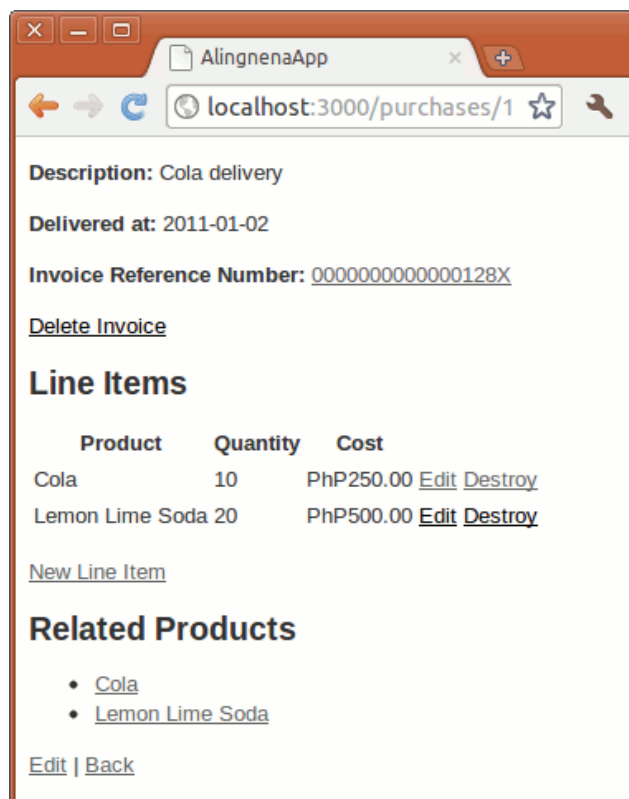 AlingnenaApp
localhost:3000/purchases/1
Description: Cola delivery
Delivered at: 2011-01-02
Invoice Reference Number: 0000000000000128X
Delete Invoice
Line Items
Product Quantity Cost
Cola 10 PhP250.00 Edit Destroy
Lemon Lime Soda 20 PhP500.00 Edit Destroy
New Line Item
Related Products
• Cola
• Lemon Lime Soda
Edit | Back